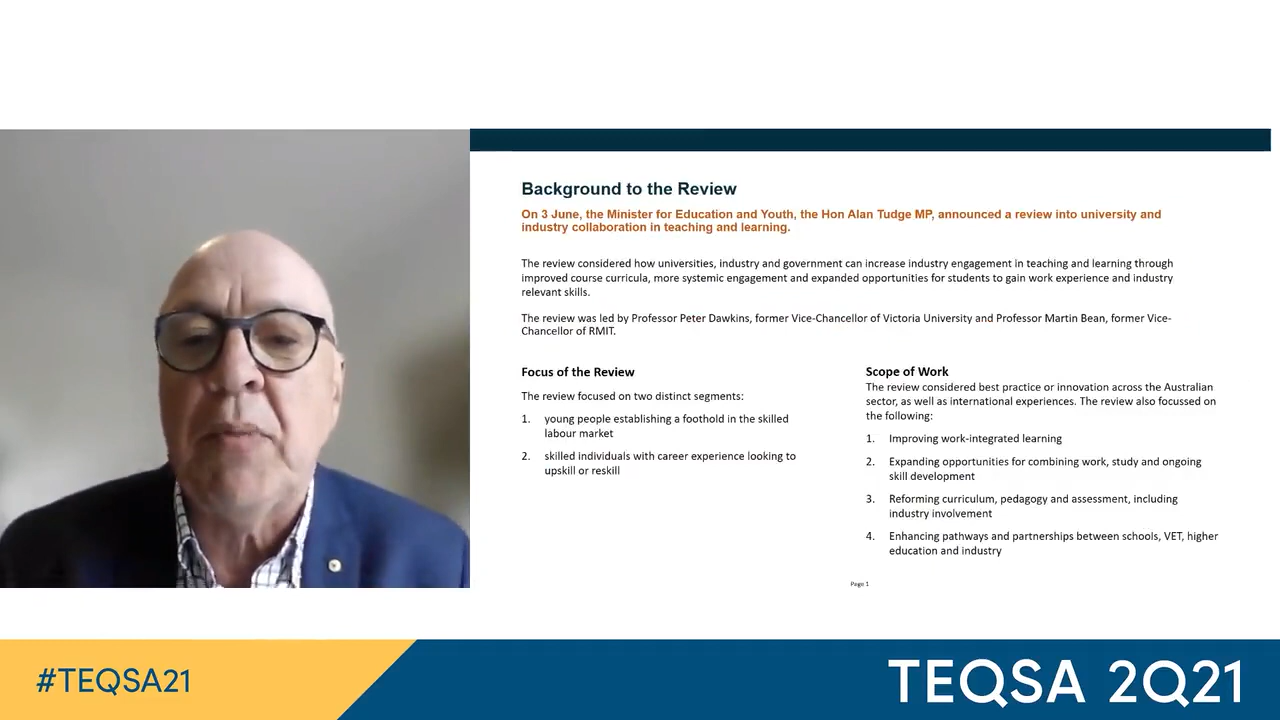 Background to the Review
On 3 June, the Minister for Education and Youth, the Hon Alan Tudge MP, announced a review into university and
industry collaboration in teaching and learning.
The review considered how universities, industry and government can increase industry engagement in teaching and learning through
improved course curricula, more systemic engagement and expanded opportunities for students to gain work experience and industry
relevant skills.
The review was led by Professor Peter Dawkins, former Vice-Chancellor of Victoria University and Professor Martin Bean, former Vice-
Chancellor of RMIT.
Focus of the Review
The review focused on two distinct segments:
1. young people establishing a foothold in the skilled
labour market
2. skilled individuals with career experience looking to
upskill or reskill
Scope of Work
The review considered best practice or innovation across the Australian
sector, as well as international experiences. The review also focussed on
the following:
1. Improving work-integrated learning
2. Expanding opportunities for combining work, study and ongoing
skill development
3. Reforming curriculum, pedagogy and assessment, including
industry involvement
4. Enhancing pathways and partnerships between schools, VET, higher
education and industry
Page 1
#TEQSA21
TEQSA 2Q21